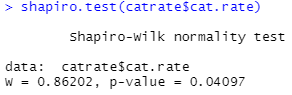 > shapiro.test(catrate$cat.rate)
Shapiro-Wilk normality test
data:  catrate$cat.rate
W = 0.86202, p-value = 0.04097